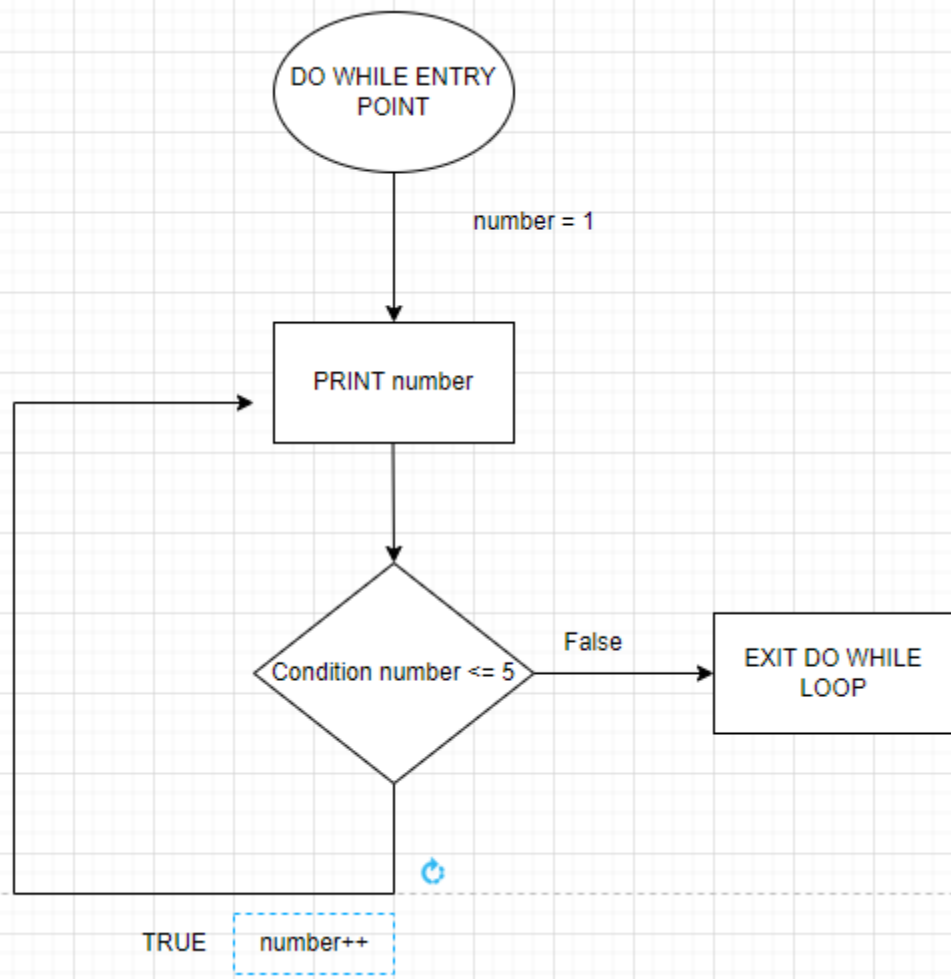 DO WHILE ENTRY
POINT
number = 1
PRINT number
Condition number <= 5
False
EXIT DO WHILE
LOOP
TRUE
number++